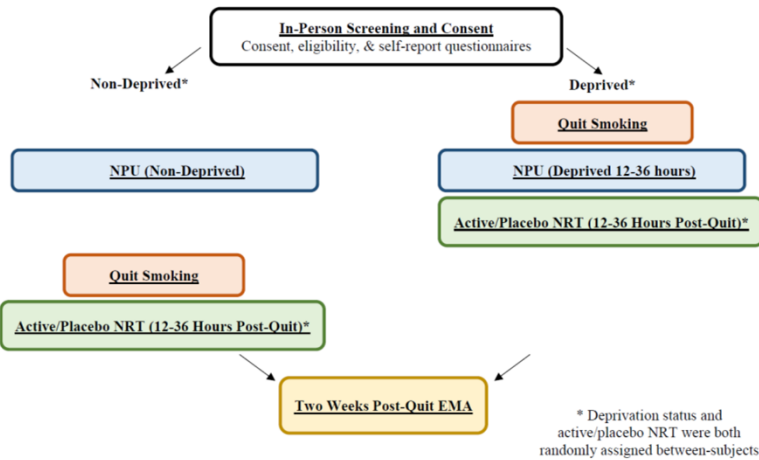 In-Person Screening and Consent
Consent, eligibility, & self-report questionnaires
Non-Deprived*
Deprived*
Quit Smoking
NPU (Non-Deprived)
NPU (Deprived 12-36 hours)
Active/Placebo NRT (12-36 Hours Post-Quit)*
Quit Smoking
Active/Placebo NRT (12-36 Hours Post-Quit)*
Two Weeks Post-Quit EMA
* Deprivation status and
active/placebo NRT were both
randomly assigned between-subjects